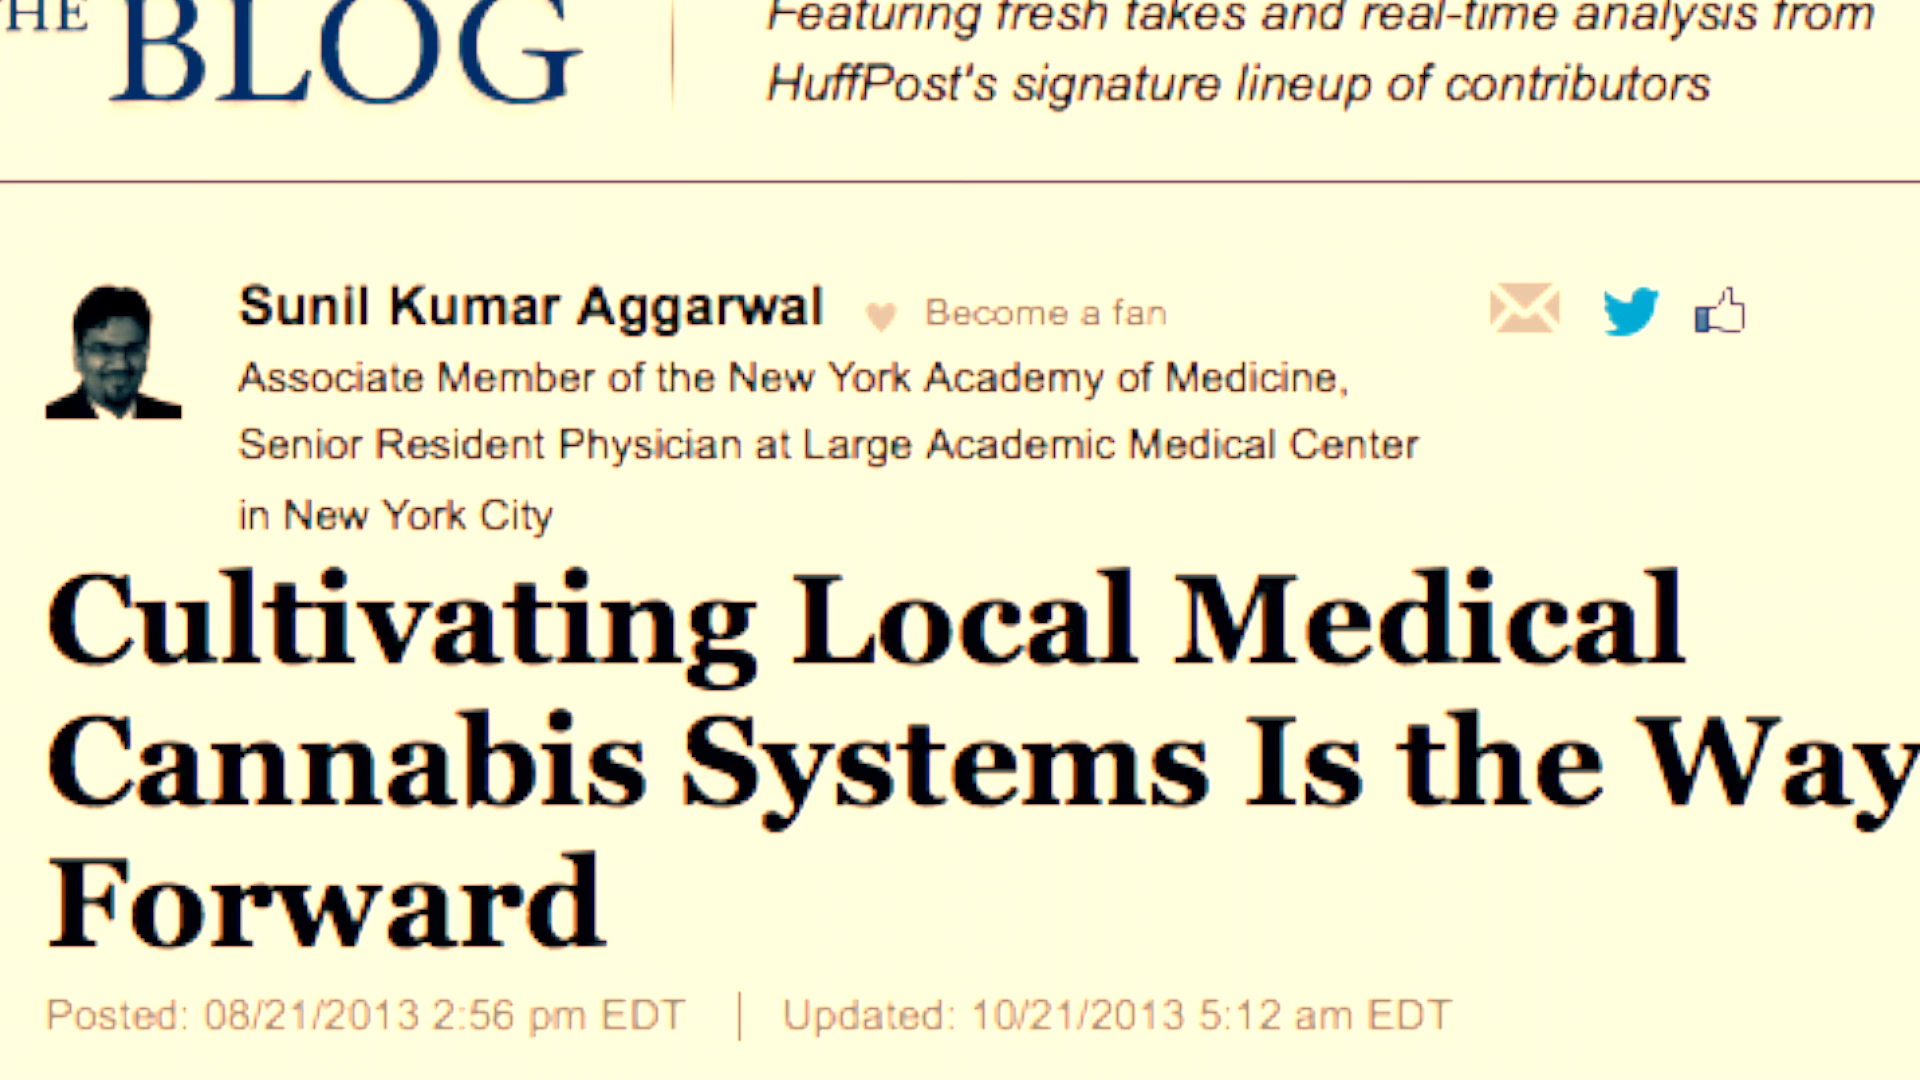 THE BLOG
Featuring fresh takes and real-time analysis from
HuffPost's signature lineup of contributors
Sunil Kumar Aggarwal Become a fan
Associate Member of the New York Academy of Medicine,
Senior Resident Physician at Large Academic Medical Center
in New York City
Cultivating Local Medical
Cannabis Systems Is the Way
Forward
Posted: 08/21/2013 2:56 pm EDT | Updated: 10/21/2013 5:12 am EDT